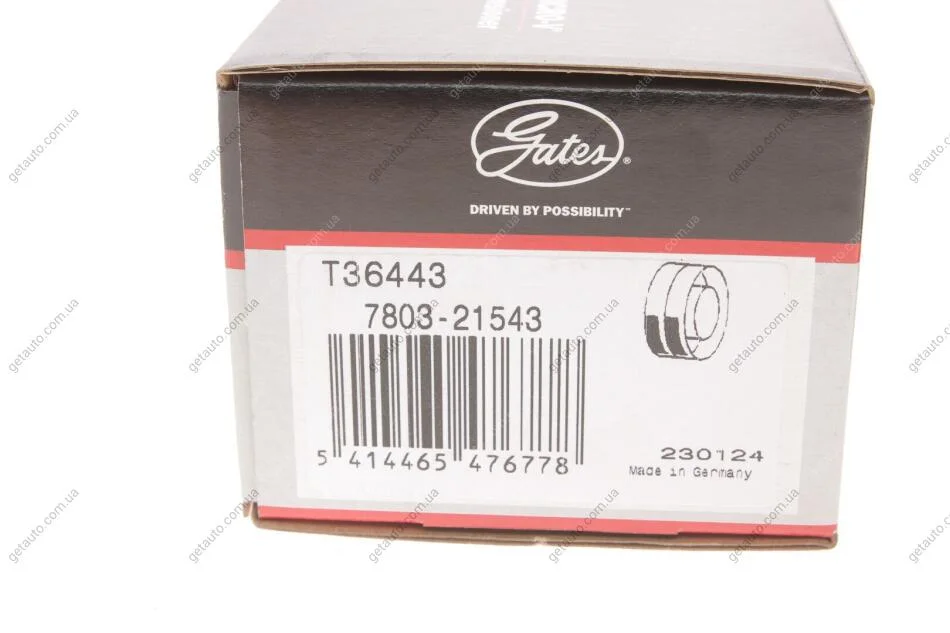 Gates®
DRIVEN BY POSSIBILITY™
T36443
7803-21543
5 414465 476778
230124
Made in Germany
getauto.com.ua